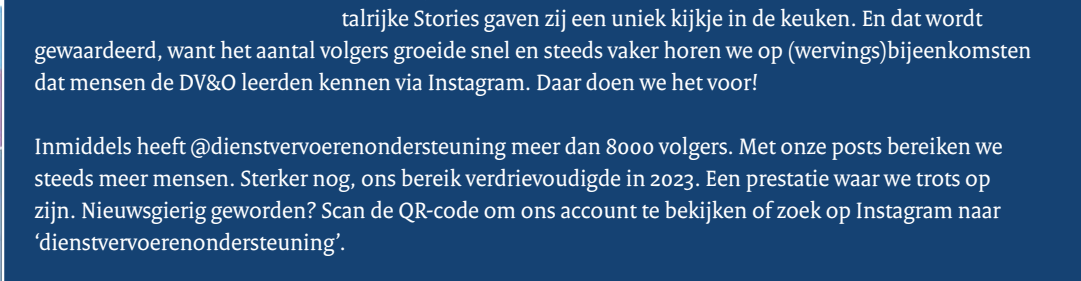 talrijke Stories gaven zij een uniek kijkje in de keuken. En dat wordt
gewaardeerd, want het aantal volgers groeide snel en steeds vaker horen we op (wervings)bijeenkomsten
dat mensen de DV&O leerden kennen via Instagram. Daar doen we het voor!
Inmiddels heeft @dienstvervoerenondersteuning meer dan 8000 volgers. Met onze posts bereiken we
steeds meer mensen. Sterker nog, ons bereik verdrievoudigde in 2023. Een prestatie waar we trots op
zijn. Nieuwsgierig geworden? Scan de QR-code om ons account te bekijken of zoek op Instagram naar
‘dienstvervoerenondersteuning’.